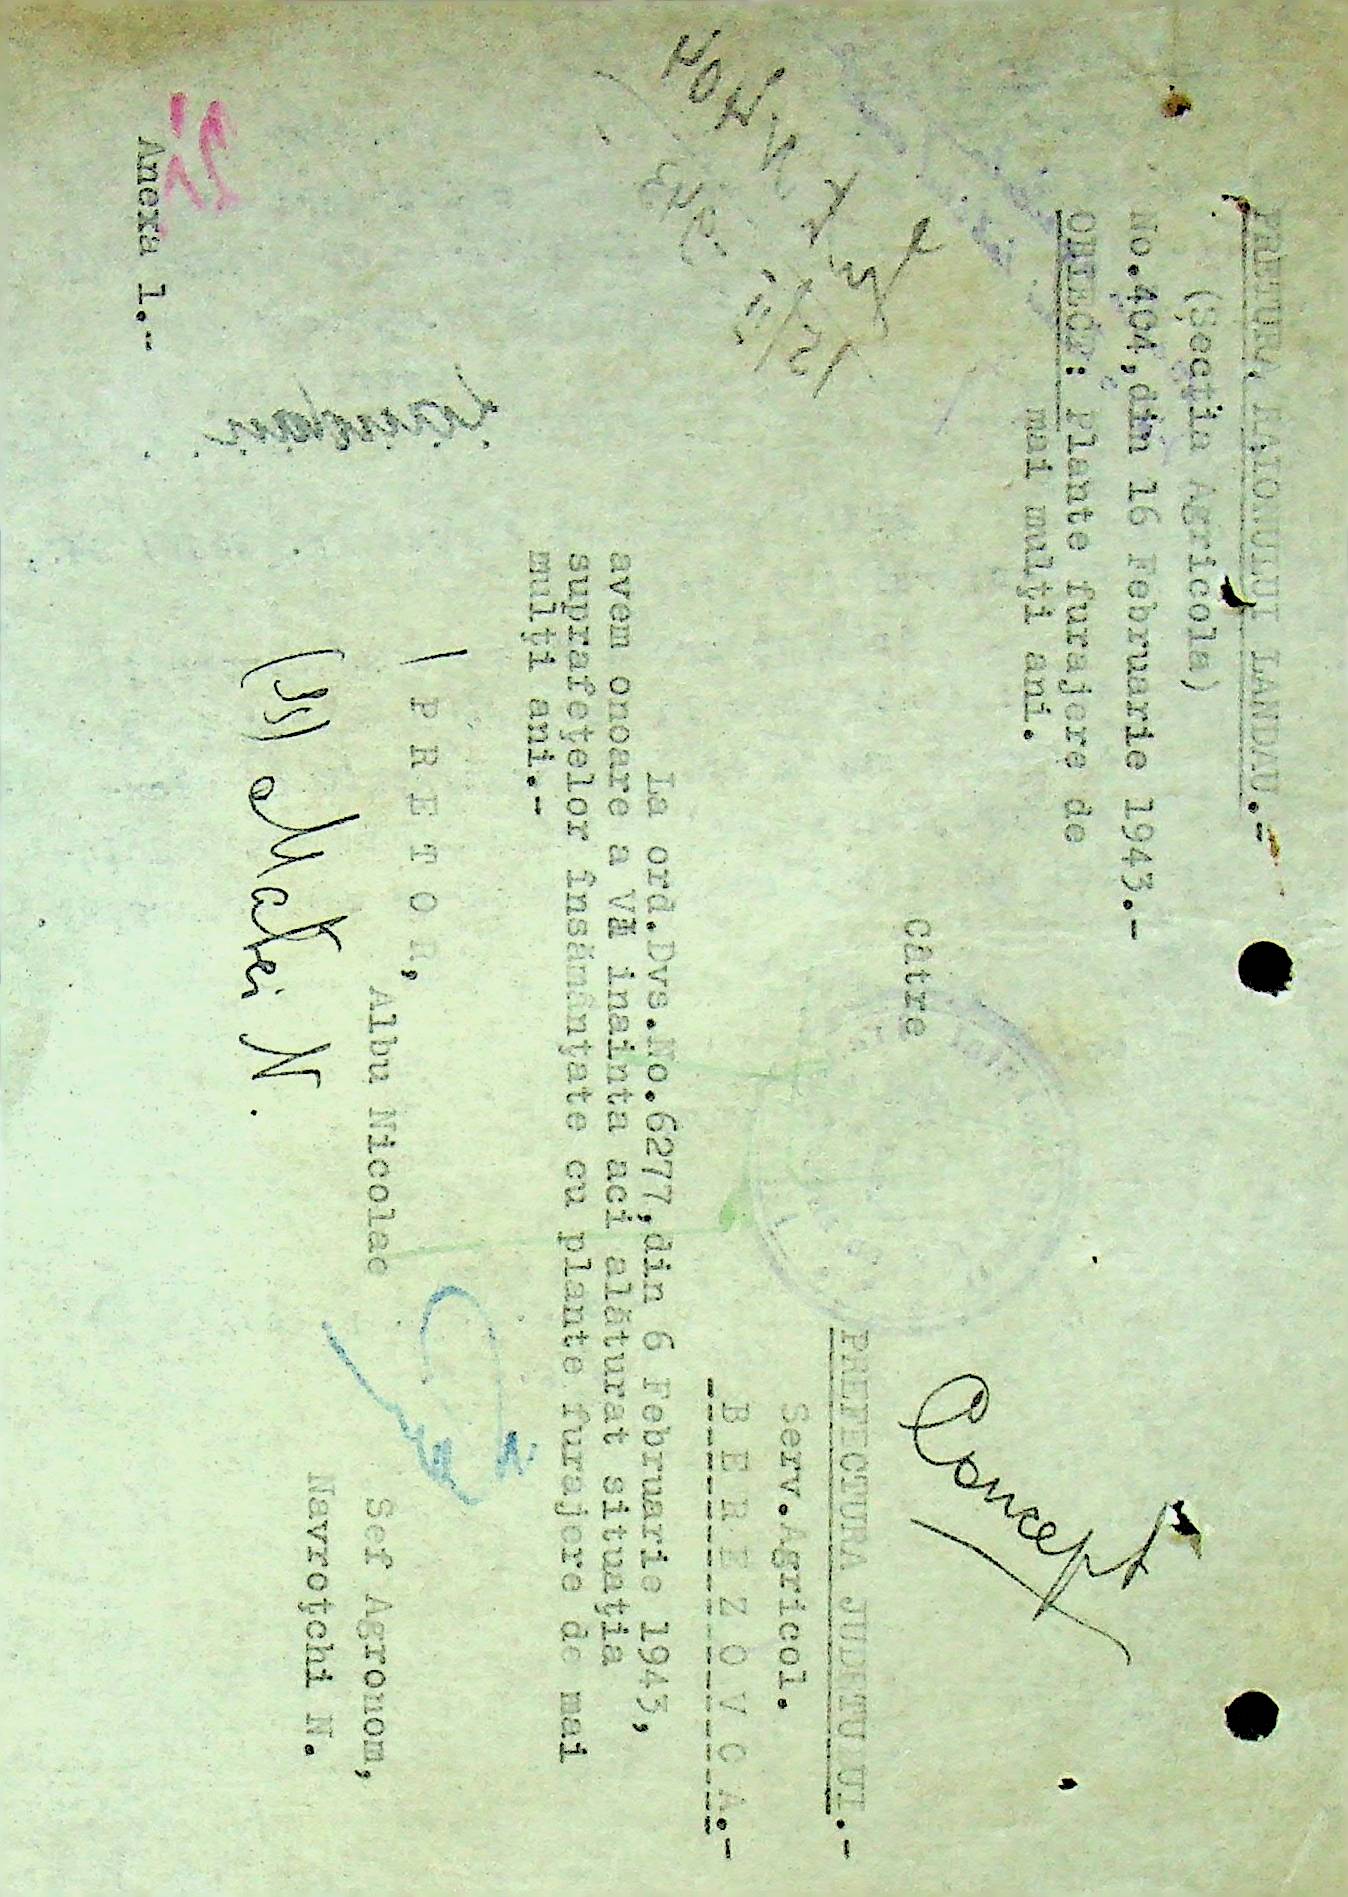 PRETURA RAIONULUI LANDAU.-
(Secţia Agricola)
No.404,din 16 Februarie 1943.-
OBIECT: Plante furajere de
mai mulţi ani.
Concept
către
PREFECTURA JUDEŢULUI.-
Serv.Agricol.
B E R E Z O V C A.-
La ord.Dvs.No.6277,din 6 Februarie 1943,
avem onoare a Vă inainta aci alăturat situaţia
suprafeţelor însămânţate cu plante furajere de mai
mulţi ani.-
P R E T O R,
Albu Nicolae
Sef Agronom,
Navroţchi N.
(ss) Matei N.
Anexa 1.-